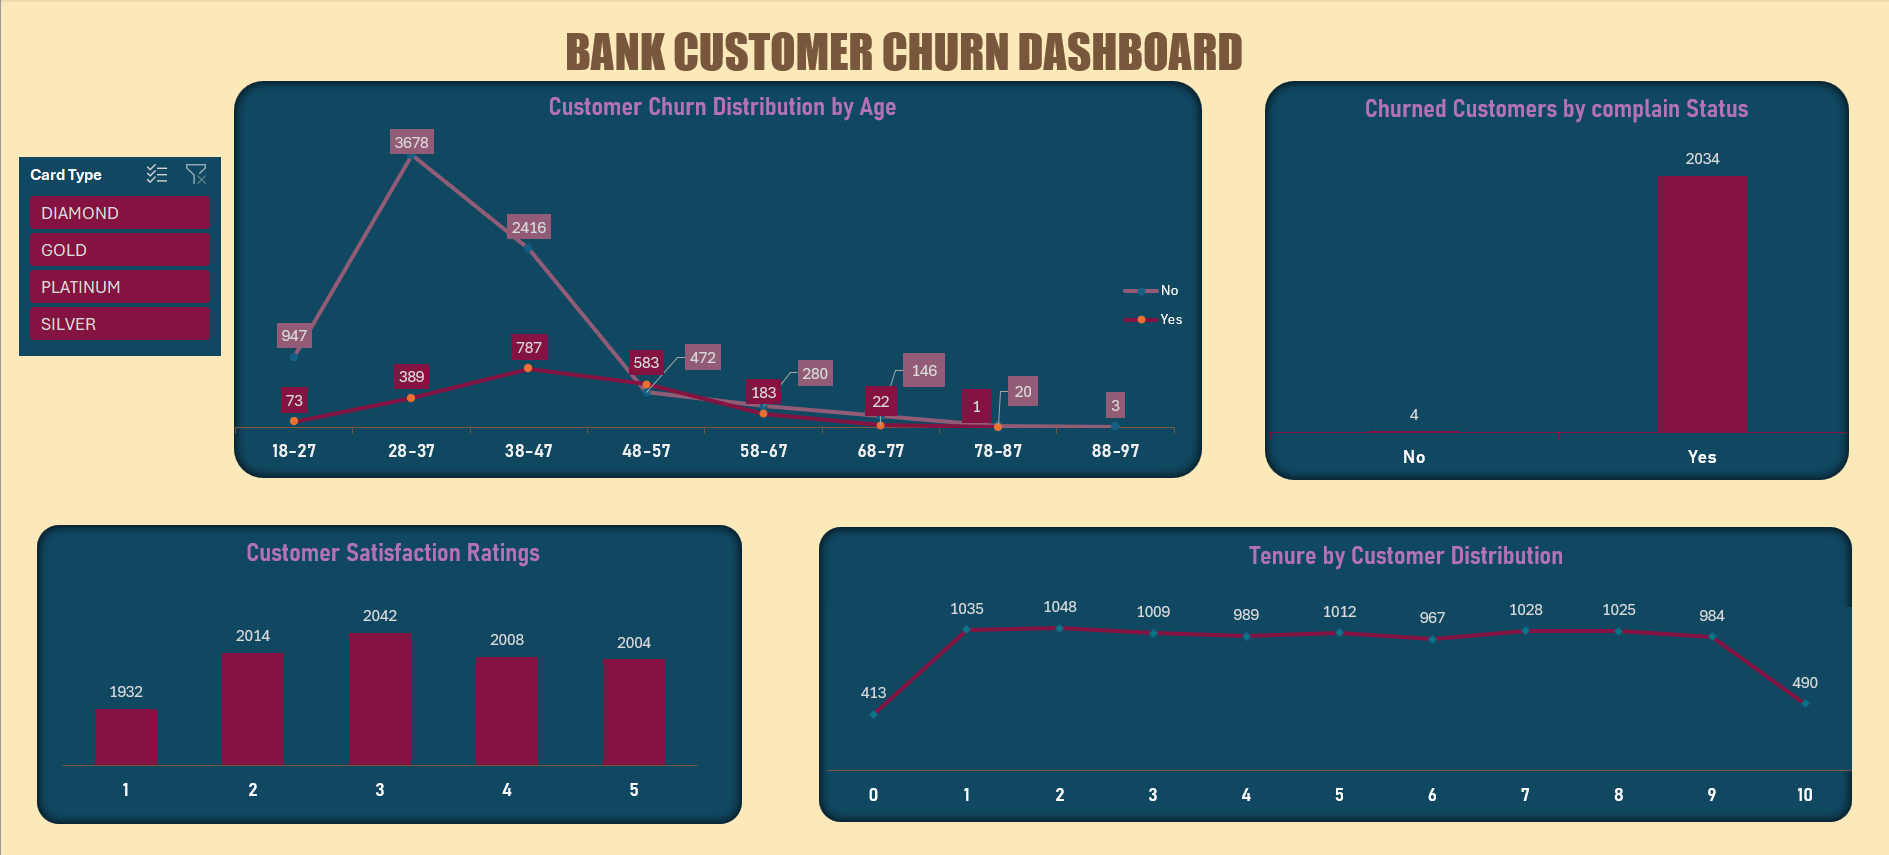 BANK CUSTOMER CHURN DASHBOARD
Card Type
DIAMOND
GOLD
PLATINUM
SILVER
Customer Churn Distribution by Age
3678
2416
947
787
583
472
389
280
183
146
73
22
1
20
3
No
Yes
18-27 28-37 38-47 48-57 58-67 68-77 78-87 88-97
Churned Customers by complain Status
2034
4
No Yes
Customer Satisfaction Ratings
1932 2014 2042 2008 2004
1 2 3 4 5
Tenure by Customer Distribution
413 1035 1048 1009 989 1012 967 1028 1025 984 490
0 1 2 3 4 5 6 7 8 9 10